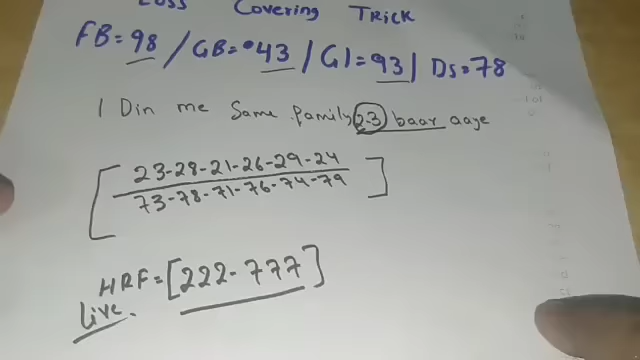 Loss Covering Trick
FB=98 / GB=43 / G1=93 / DS=78
1 Din me Same family 23 baar aaye
23-28-21-26-29-24
73-78-71-76-74-79
HRF=[222-777]
Live.